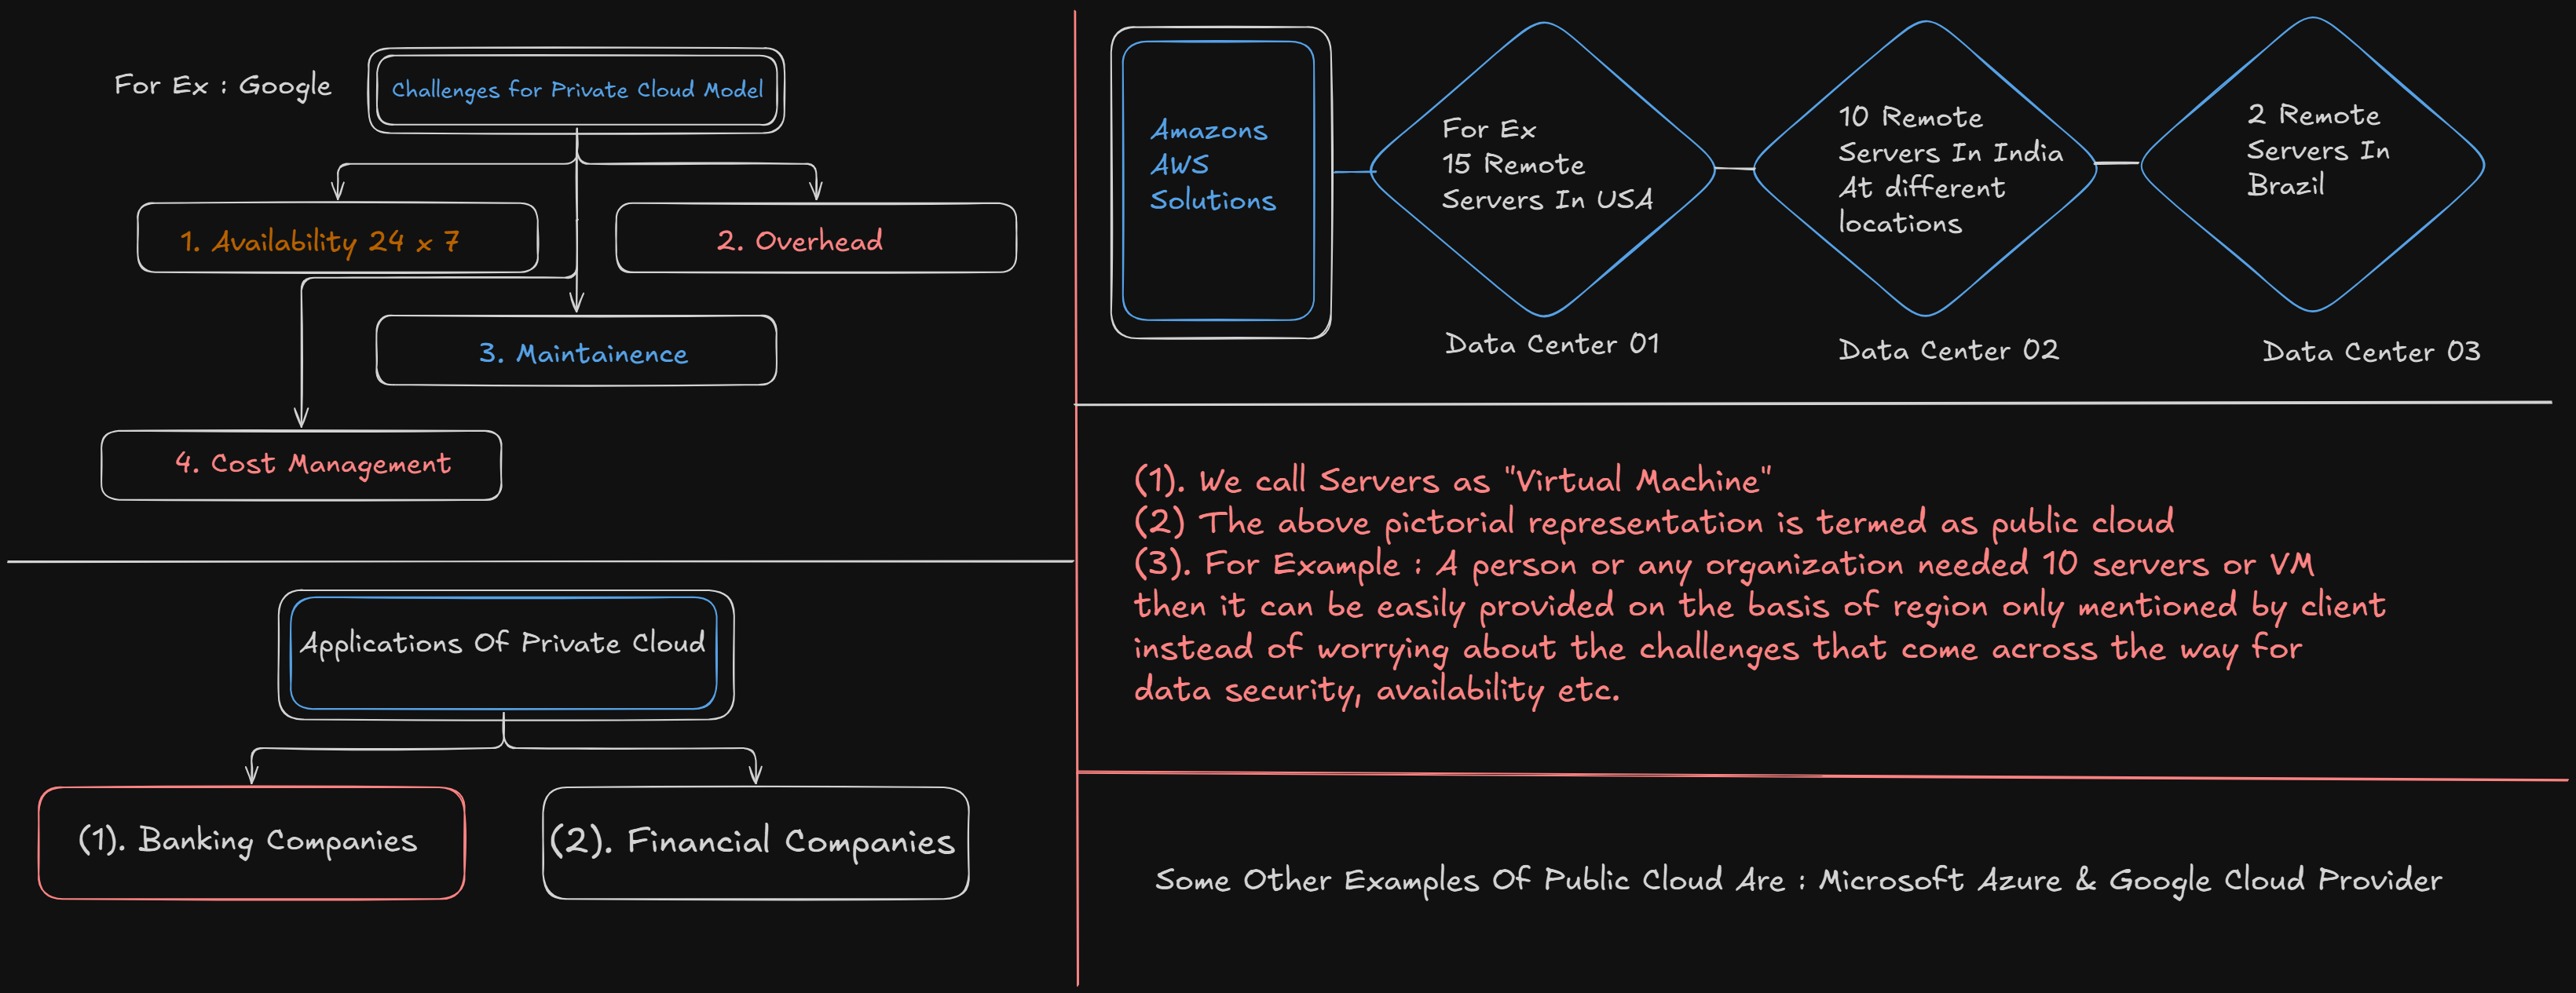 For Ex : Google
Challenges for Private Cloud Model
1. Availability 24 x 7
2. Overhead
3. Maintainence
4. Cost Management
Applications Of Private Cloud
(1). Banking Companies
(2). Financial Companies
Amazons
AWS
Solutions
For Ex
15 Remote
Servers In USA
Data Center 01
10 Remote
Servers In India
At different
locations
Data Center 02
2 Remote
Servers In
Brazil
Data Center 03
(1). We call Servers as "Virtual Machine"
(2) The above pictorial representation is termed as public cloud
(3). For Example : A person or any organization needed 10 servers or VM
then it can be easily provided on the basis of region only mentioned by client
instead of worrying about the challenges that come across the way for
data security, availability etc.
Some Other Examples Of Public Cloud Are : Microsoft Azure & Google Cloud Provider